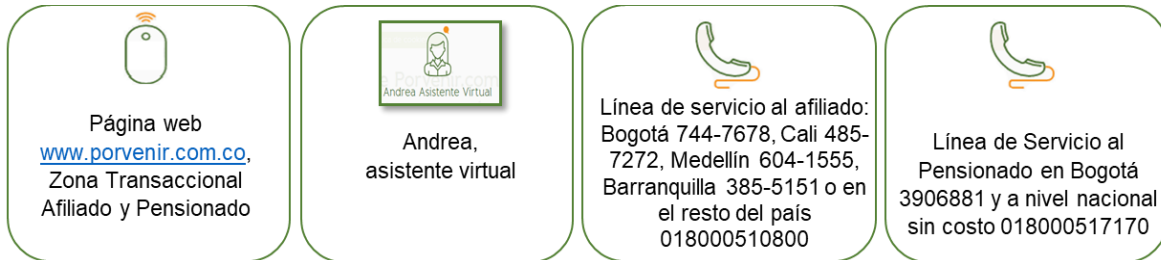 Página web
www.porvenir.com.co,
Zona Transaccional
Afiliado y Pensionado
e Porvenir.com
Andrea Asistente Virtual
Andrea,
asistente virtual
Línea de servicio al afiliado:
Bogotá 744-7678, Cali 485-
7272, Medellín 604-1555,
Barranquilla 385-5151 o en
el resto del país
018000510800
Línea de Servicio al
Pensionado en Bogotá
3906881 y a nivel nacional
sin costo 018000517170